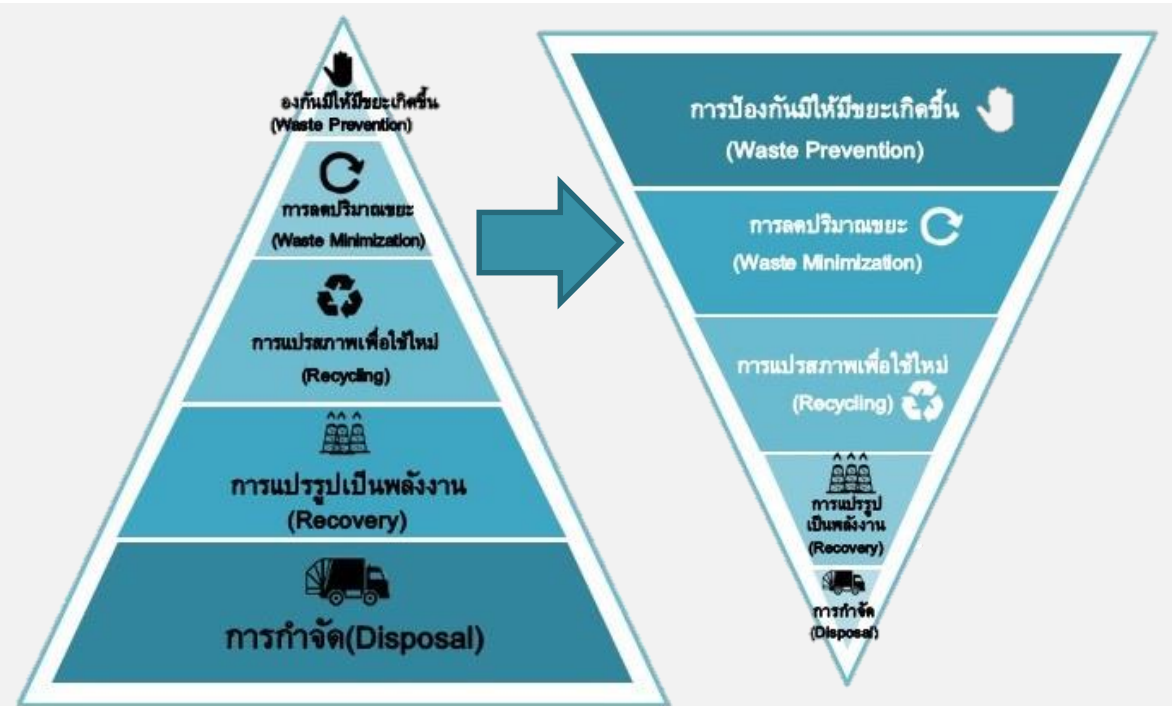 องกันมิให้มีขยะเกิดขึ้น
(Waste Prevention)
การลดปริมาณขยะ
(Waste Minimization)
การแปรสภาพเพื่อใช้ใหม่
(Recycling)
การแปรรูปเป็นพลังงาน
(Recovery)
การกำจัด(Disposal)
การป้องกันมิให้มีขยะเกิดขึ้น
(Waste Prevention)
การลดปริมาณขยะ
(Waste Minimization)
การแปรสภาพเพื่อใช้ใหม่
(Recycling)
การแปรรูป
เป็นพลังงาน
(Recovery)
การกำจัด
(Disposal)